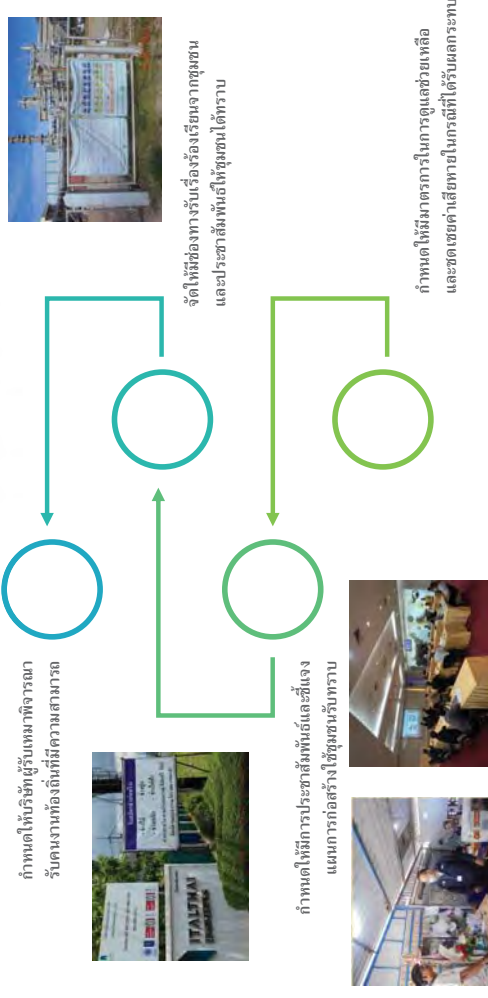 กำหนดให้บริษัทผู้รับเหมาพิจารณา
รับคนงานท้องถิ่นที่มีความสามารถ
จัดให้มีช่องทางรับเรื่องร้องเรียนจากชุมชน
และประชาสัมพันธ์ให้ชุมชนได้ทราบ
กำหนดให้มีการประชาสัมพันธ์และชี้แจง
แผนการก่อสร้างใช้ชุมชนรับทราบ
กำหนดให้มีมาตรการในการดูแลช่วยเหลือ
และชดเชยค่าเสียหายในกรณีที่ได้รับผลกระทบ
ITALTHAI